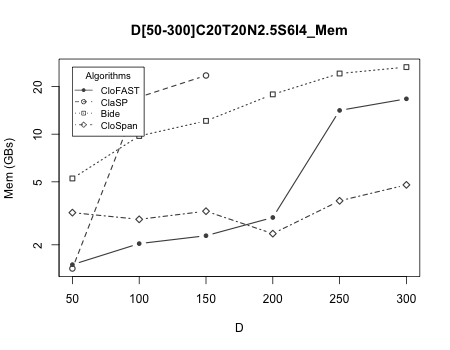 D[50-300]C20T20N2.5S6I4_Mem
Algorithms
CloFAST
ClaSP
Bide
CloSpan
Mem (GBs)
20
10
5
2
50 100 150 200 250 300
D